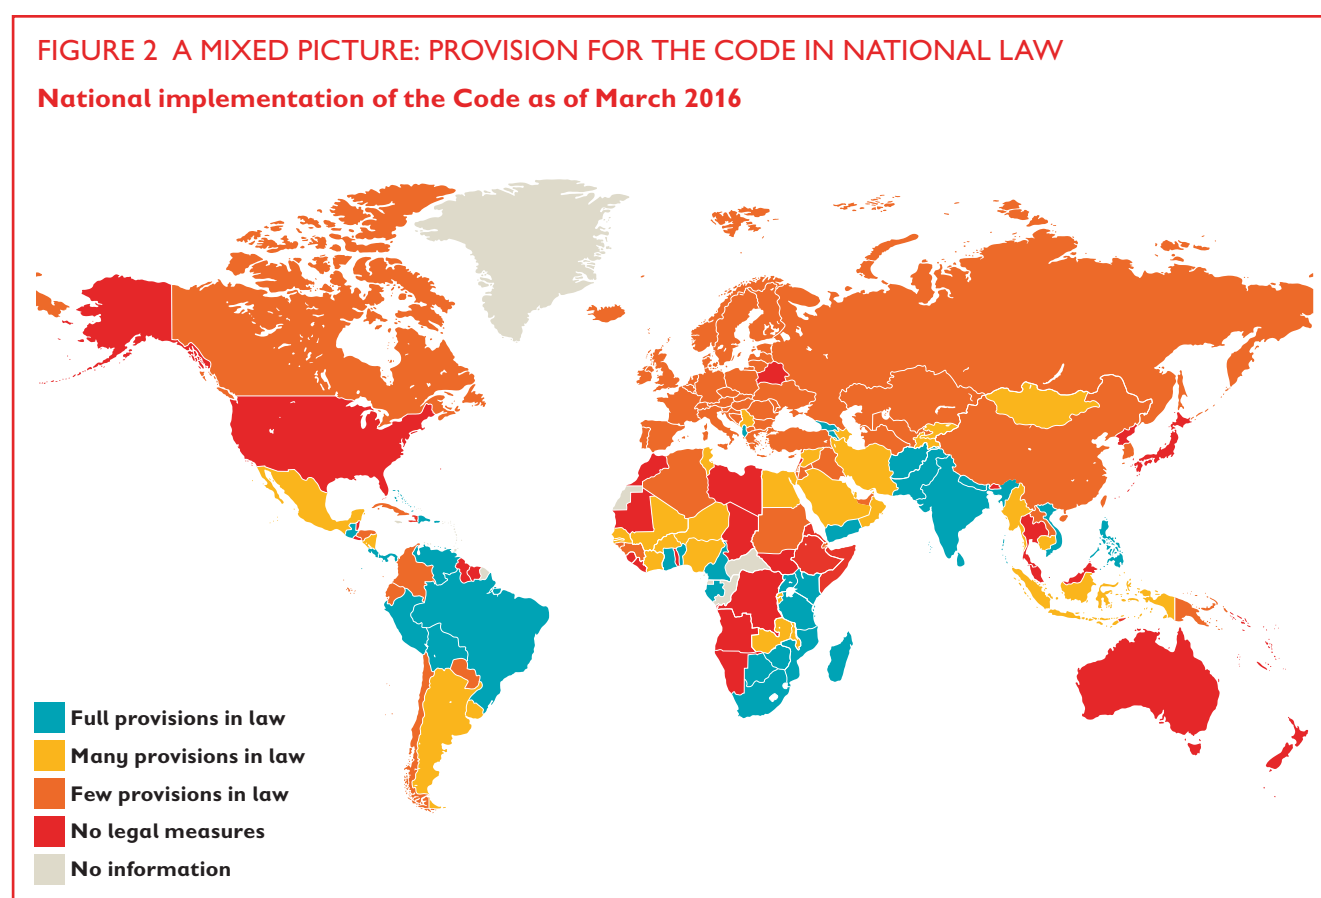 FIGURE 2 A MIXED PICTURE: PROVISION FOR THE CODE IN NATIONAL LAW
National implementation of the Code as of March 2016
Full provisions in law
Many provisions in law
Few provisions in law
No legal measures
No information